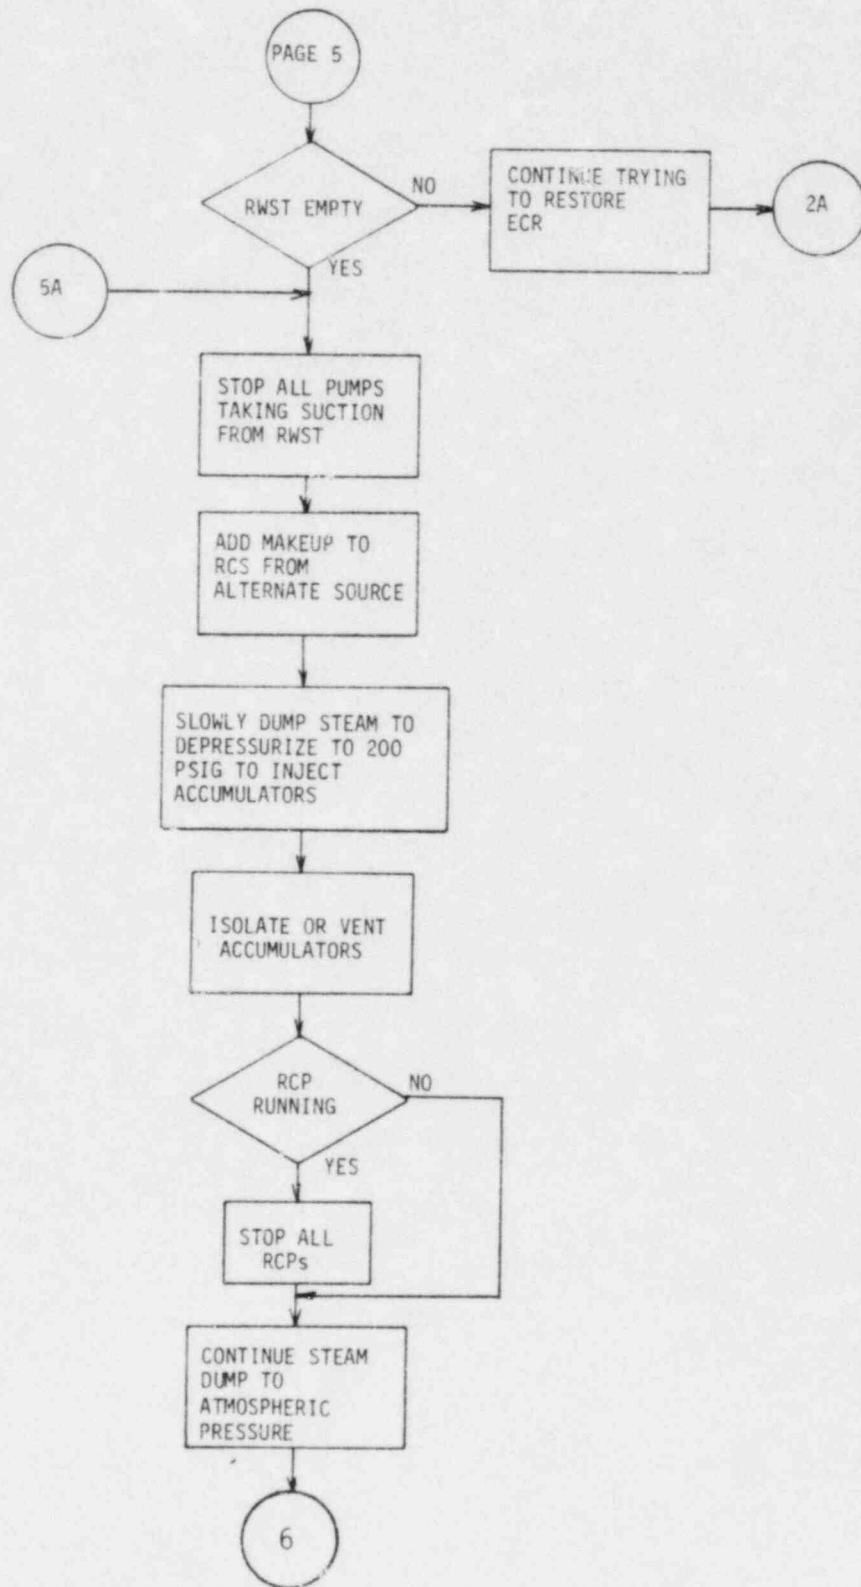 PAGE 5
RWST EMPTY
NO
CONTINUE TRYING
TO RESTORE
ECR
2A
YES
5A
STOP ALL PUMPS
TAKING SUCTION
FROM RWST
ADD MAKEUP TO
RCS FROM
ALTERNATE SOURCE
SLOWLY DUMP STEAM TO
DEPRESSURIZE TO 200
PSIG TO INJECT
ACCUMULATORS
ISOLATE OR VENT
ACCUMULATORS
RCP
RUNNING
NO
YES
STOP ALL
RCPs
CONTINUE STEAM
DUMP TO
ATMOSPHERIC
PRESSURE
6